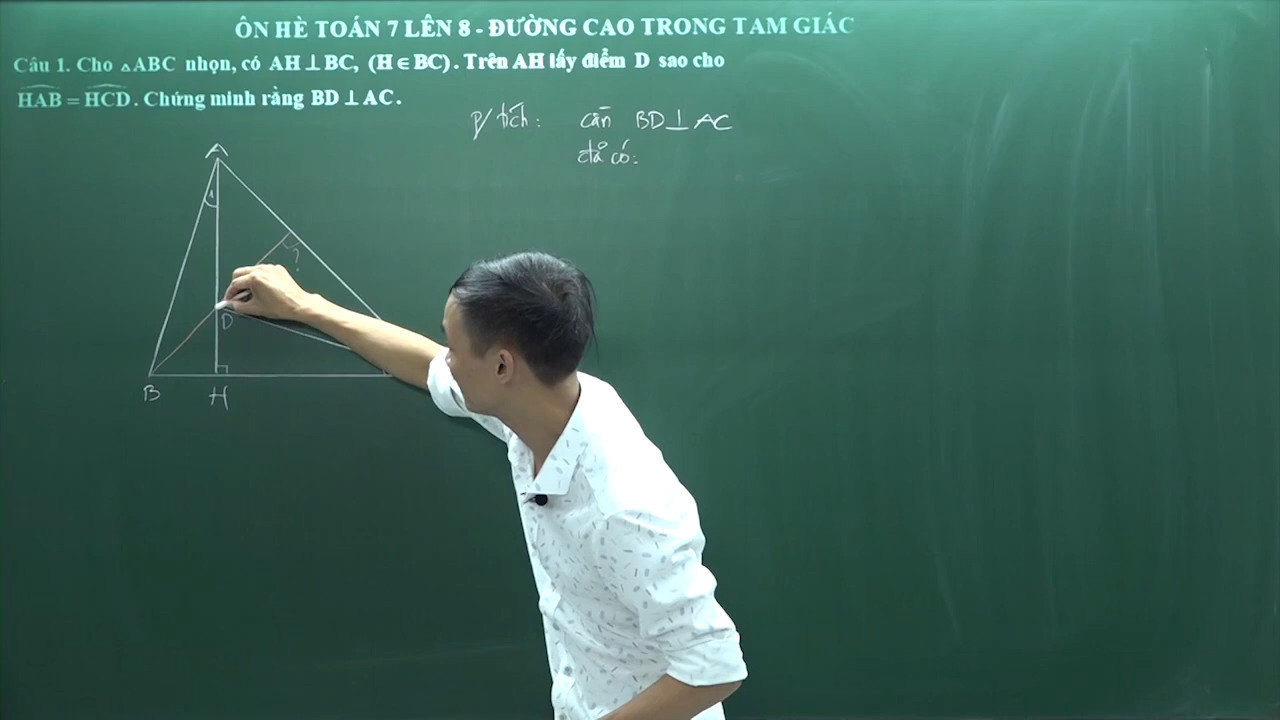 ÔN HÈ TOÁN 7 LÊN 8 - ĐƯỜNG CAO TRONG TAM GIÁC
Câu 1. Cho △ABC nhọn, có AH ⊥ BC, (H ∈ BC). Trên AH lấy điểm D sao cho
HAB = HCD. Chứng minh rằng BD ⊥ AC.
P/ tích: cần BD ⊥ AC
đã có:
A
1
?
D
B
H